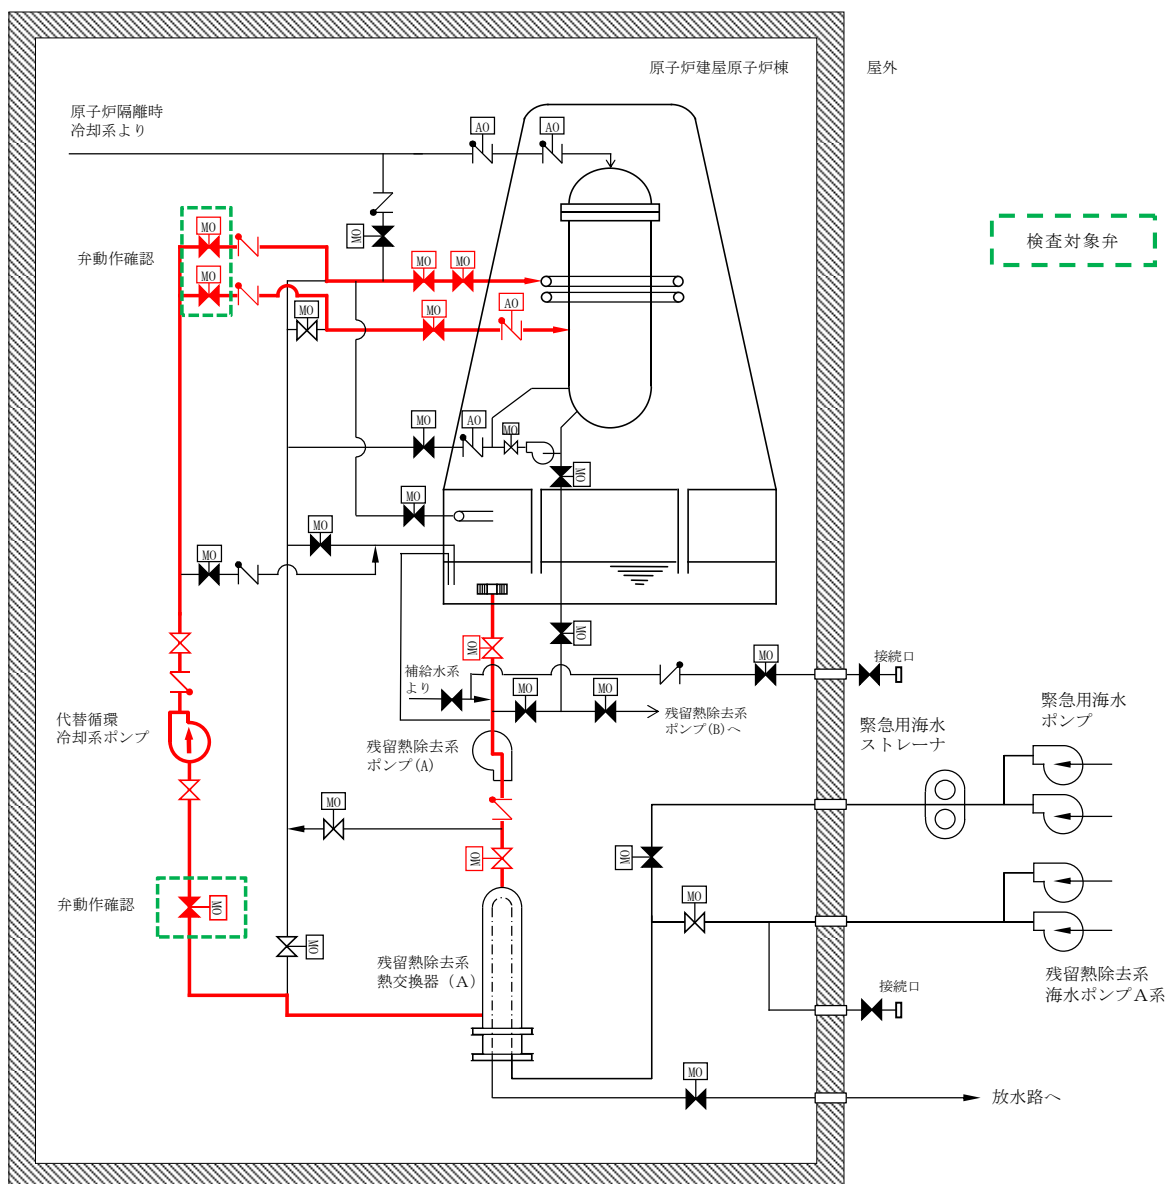 原子炉建屋原子炉棟
屋外
原子炉隔離時
冷却系より
AO
AO
MO
MO
弁動作確認
検査対象弁
MO
MO
MO
MO
MO
AO
MO
AO
MO
MO
MO
MO
MO
MO
MO
MO
補給水系
より
MO
接続口
MO
MO
残留熱除去系
ポンプ(B)へ
代替循環
冷却系ポンプ
残留熱除去系
ポンプ(A)
緊急用海水
ポンプ
緊急用海水
ストレーナ
MO
MO
MO
MO
弁動作確認
MO
MO
残留熱除去系
熱交換器（A）
残留熱除去系
海水ポンプA系
接続口
MO
放水路へ